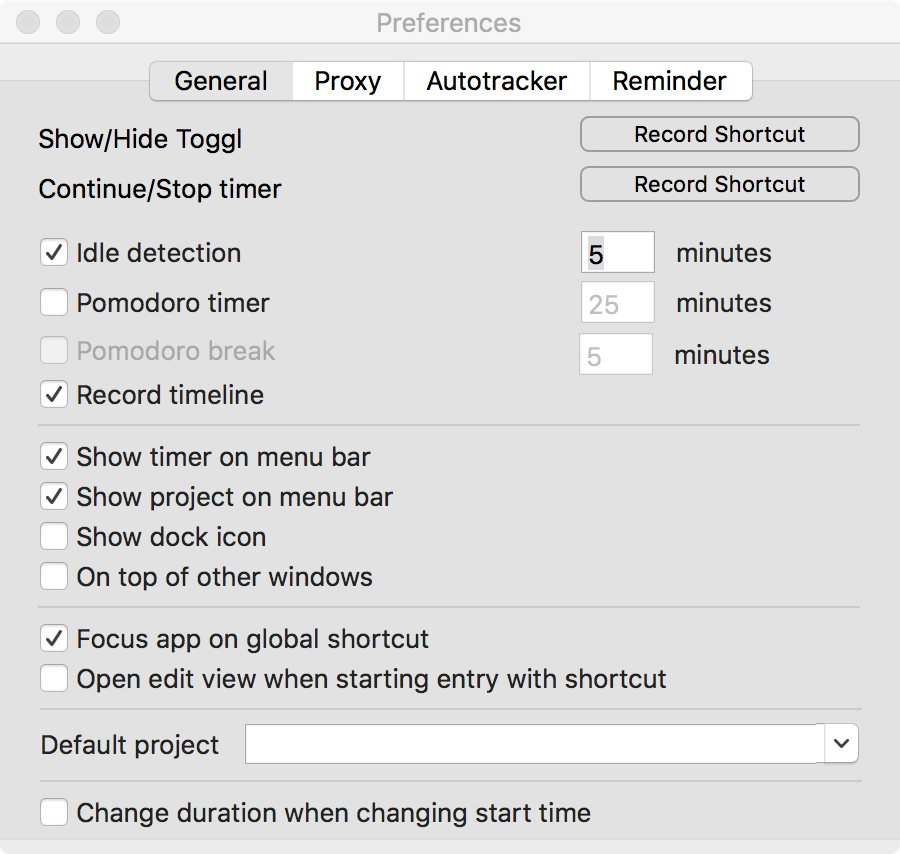 Preferences
General Proxy Autotracker Reminder
Show/Hide Toggl Record Shortcut
Continue/Stop timer Record Shortcut
Idle detection 5 minutes
Pomodoro timer 25 minutes
Pomodoro break 5 minutes
Record timeline
Show timer on menu bar
Show project on menu bar
Show dock icon
On top of other windows
Focus app on global shortcut
Open edit view when starting entry with shortcut
Default project
Change duration when changing start time